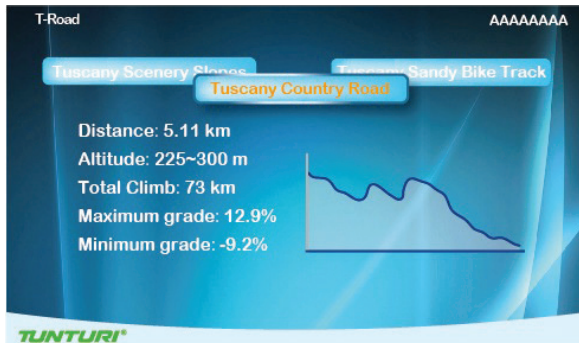 T-Road
AAAAAAAA
Tuscany Scenery Slopes
Tuscany Sandy Bike Track
Tuscany Country Road
Distance: 5.11 km
Altitude: 225~300 m
Total Climb: 73 km
Maximum grade: 12.9%
Minimum grade: -9.2%
TUNTURI®